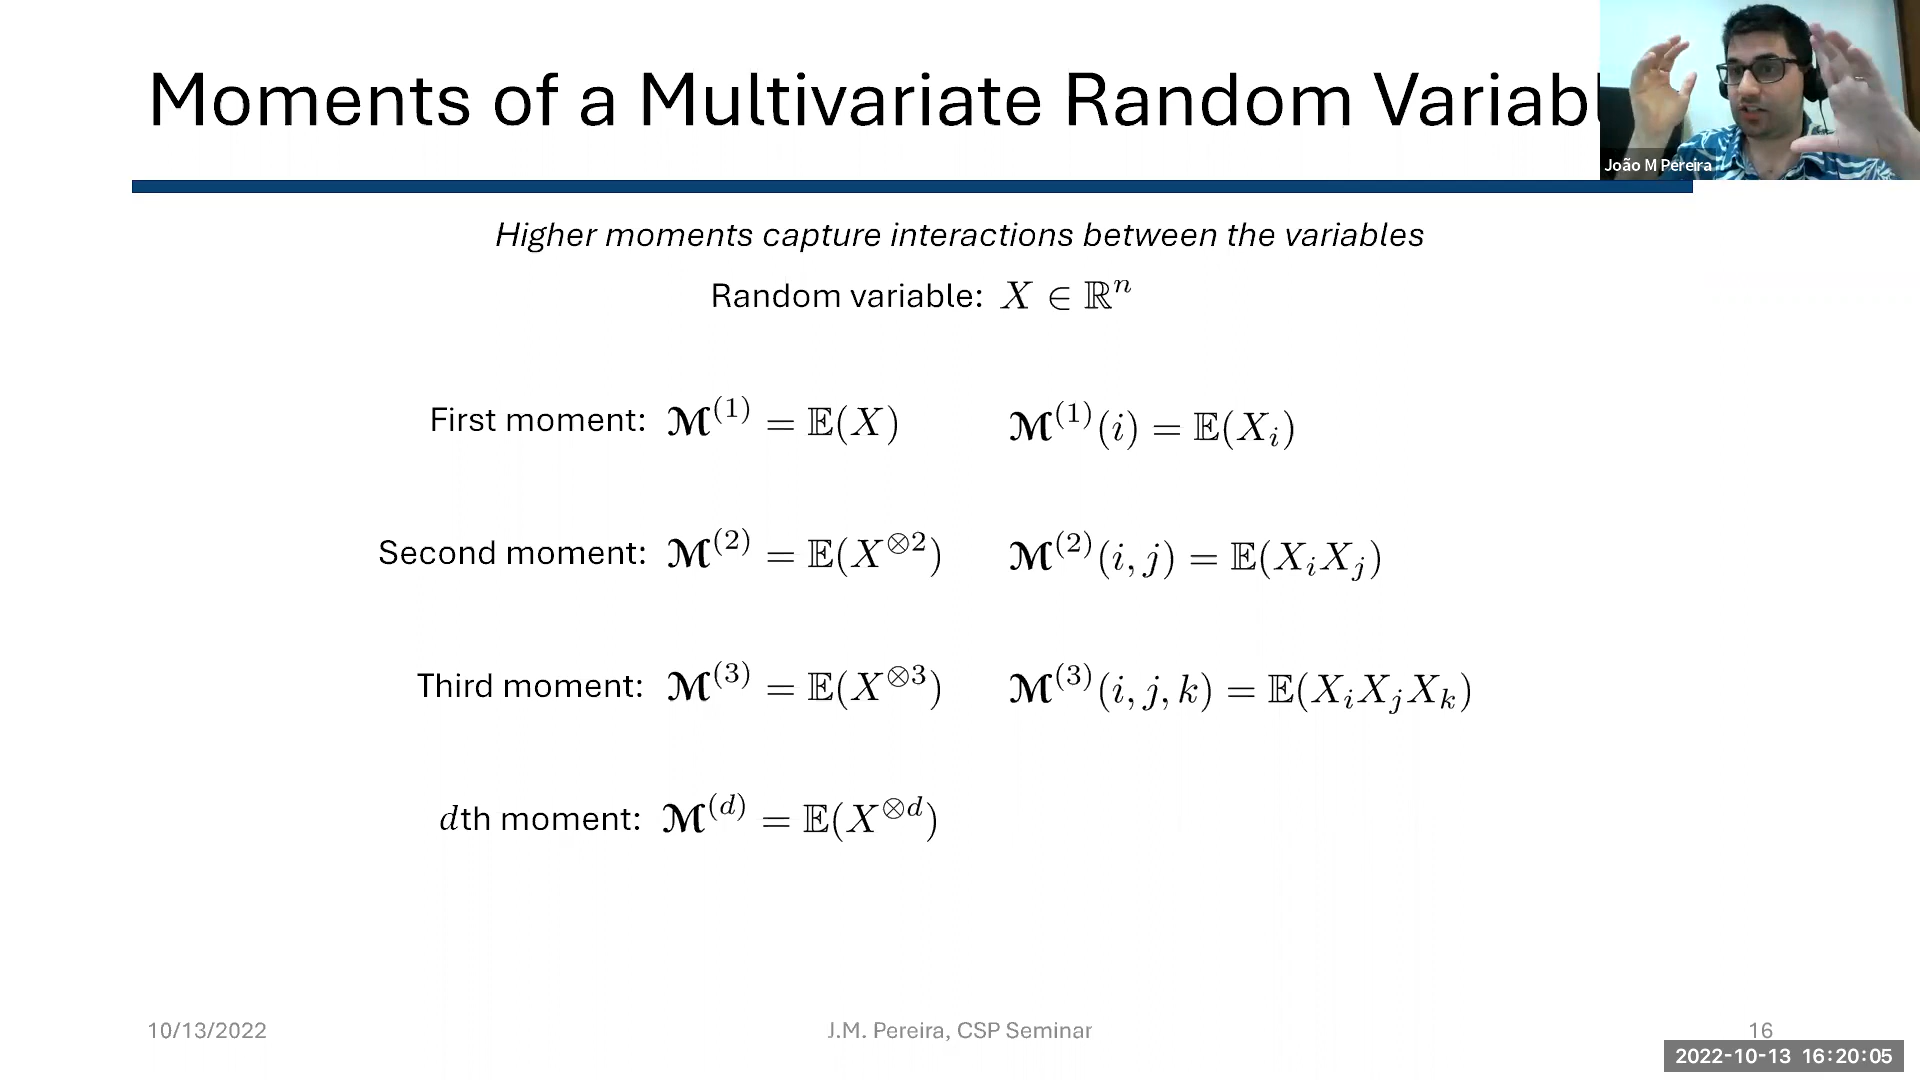 Moments of a Multivariate Random Variab
João M Pereira
Higher moments capture interactions between the variables
Random variable: X ∈ ℝⁿ
First moment: 𝕸⁽¹⁾ = 𝔼(X) 𝕸⁽¹⁾(i) = 𝔼(Xᵢ)
Second moment: 𝕸⁽²⁾ = 𝔼(X^{⊗2}) 𝕸⁽²⁾(i, j) = 𝔼(XᵢXⱼ)
Third moment: 𝕸⁽³⁾ = 𝔼(X^{⊗3}) 𝕸⁽³⁾(i, j, k) = 𝔼(XᵢXⱼXₖ)
dth moment: 𝕸^{(d)} = 𝔼(X^{⊗d})
10/13/2022 J.M. Pereira, CSP Seminar 16
2022-10-13 16:20:05